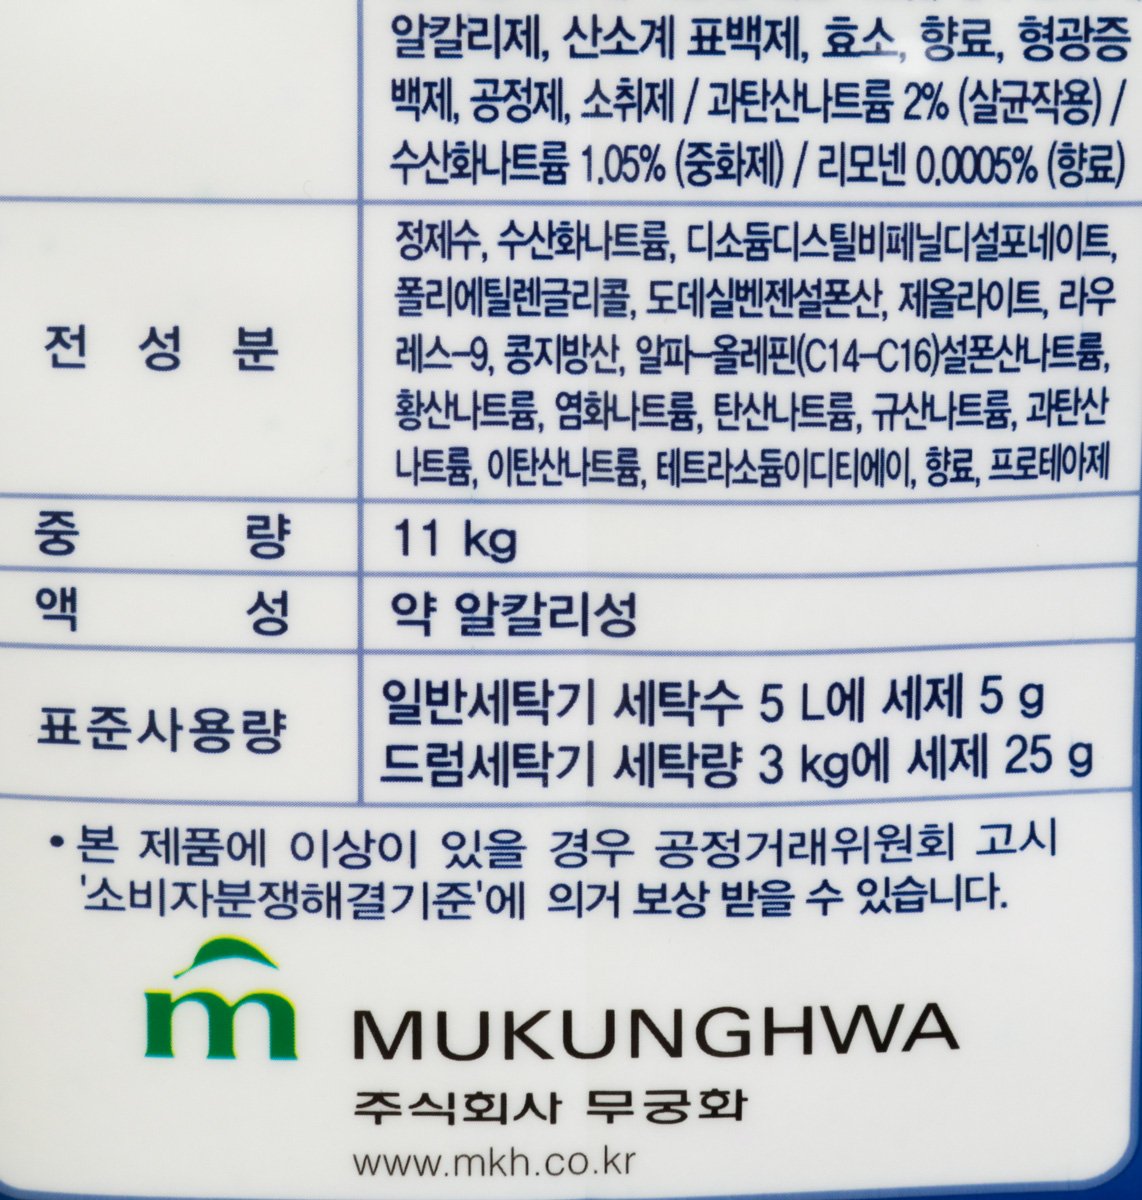 알칼리제, 산소계 표백제, 효소, 향료, 형광증
백제, 공정제, 소취제 / 과탄산나트륨 2% (살균작용) /
수산화나트륨 1.05% (중화제) / 리모넨 0.0005% (향료)
전 성 분
정제수, 수산화나트륨, 디소듐디스틸비페닐디설포네이트,
폴리에틸렌글리콜, 도데실벤젠설폰산, 제올라이트, 라우
레스-9, 콩지방산, 알파-올레핀(C14-C16)설폰산나트륨,
황산나트륨, 염화나트륨, 탄산나트륨, 규산나트륨, 과탄산
나트륨, 이탄산나트륨, 테트라소듐이디티에이, 향료, 프로테아제
중 량 11 kg
액 성 약 알칼리성
표준사용량
일반세탁기 세탁수 5 L에 세제 5 g
드럼세탁기 세탁량 3 kg에 세제 25 g
• 본 제품에 이상이 있을 경우 공정거래위원회 고시
'소비자분쟁해결기준'에 의거 보상 받을 수 있습니다.
m MUKUNGHWA
주식회사 무궁화
www.mkh.co.kr